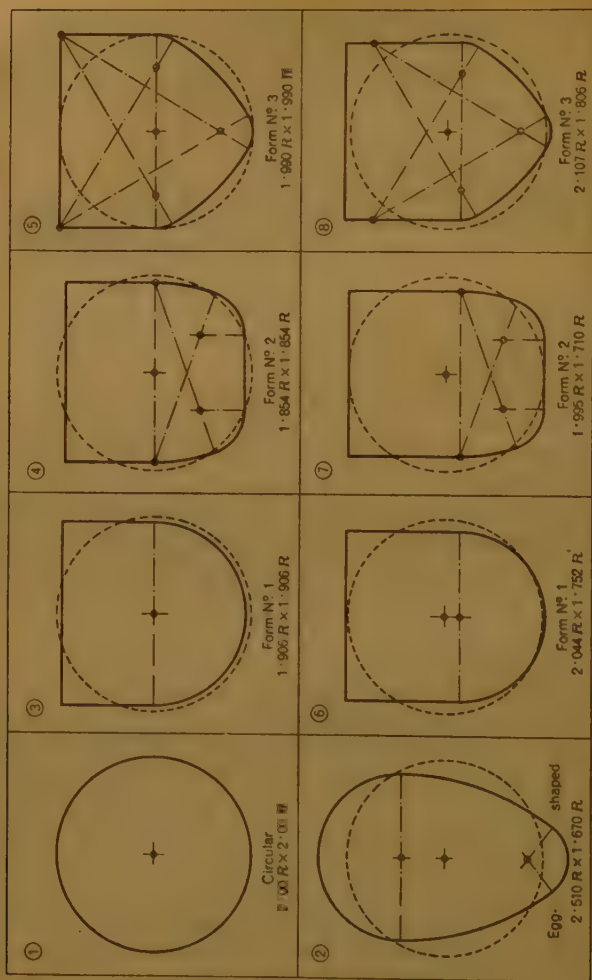 ①
Circular
R × 2·00
③
Form Nº 1
1·906 R × 1·906 R
④
Form Nº 2
1·854 R × 1·854 R
⑤
Form Nº 3
1·990 R × 1·990
②
Egg- shaped
2·510 R × 1·670 R
⑥
Form Nº 1
2·044 R × 1·752 R
⑦
Form Nº 2
1·995 R × 1·710 R
⑧
Form Nº 3
2·107 R × 1·806 R